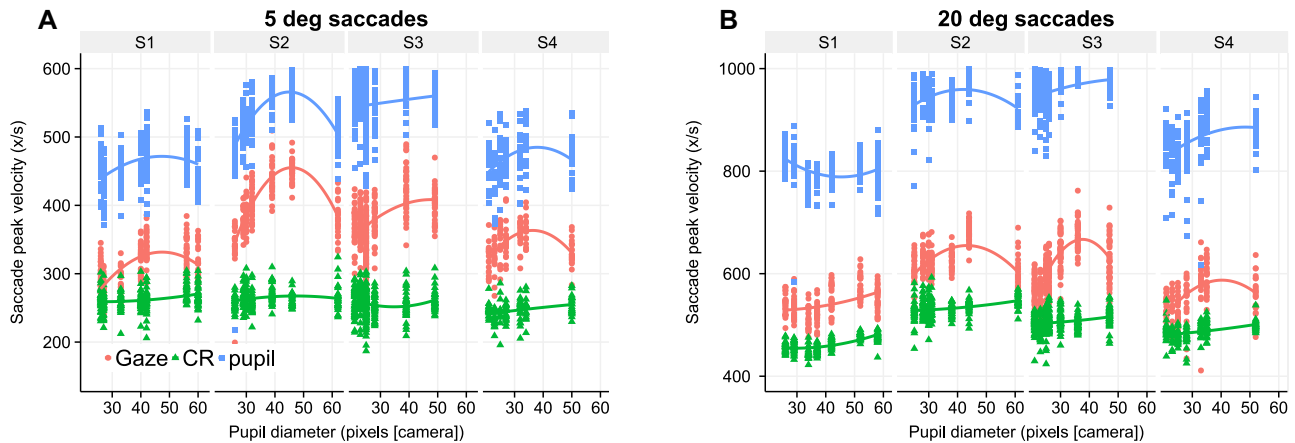 A
5 deg saccades
S1 S2 S3 S4
600
500
400
300
200
Saccade peak velocity (x/s)
Gaze CR pupil
30 40 50 60 30 40 50 60 30 40 50 60 30 40 50 60
Pupil diameter (pixels [camera])
B
20 deg saccades
S1 S2 S3 S4
1000
800
600
400
Saccade peak velocity (x/s)
30 40 50 60 30 40 50 60 30 40 50 60 30 40 50 60
Pupil diameter (pixels [camera])